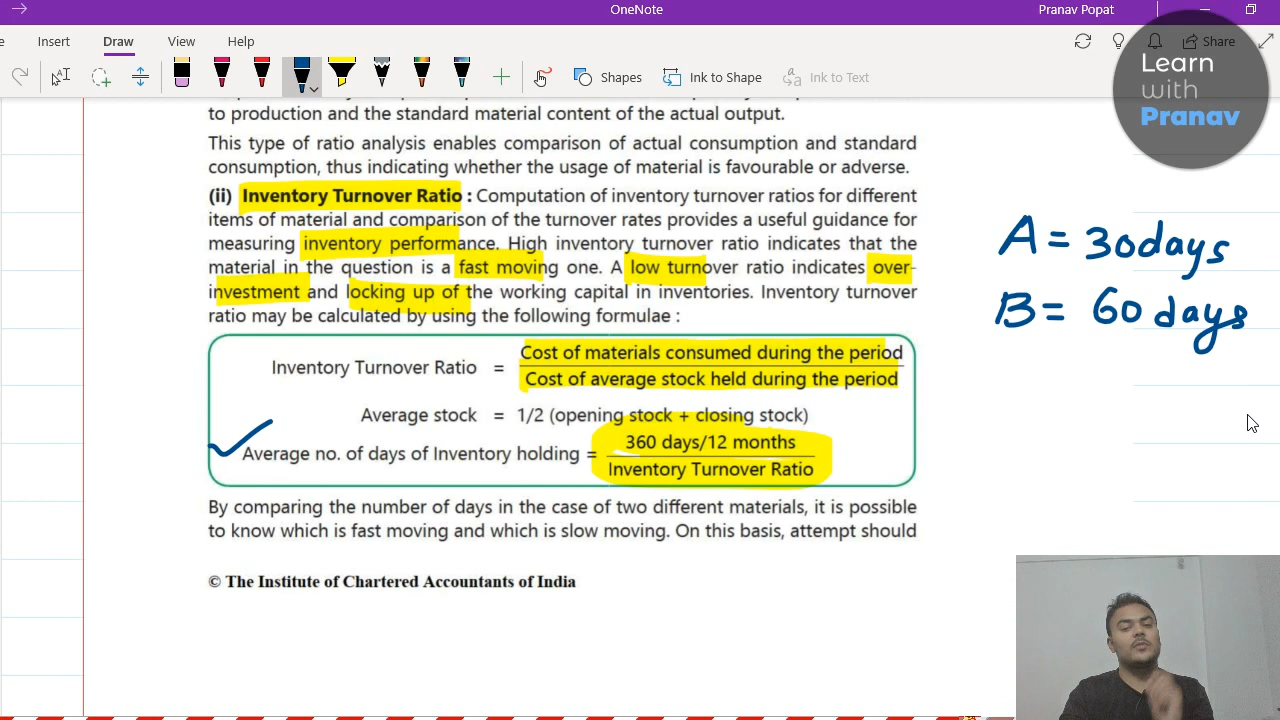 OneNote
Pranav Popat
Insert Draw View Help
Share
Shapes Ink to Shape Ink to Text
Learn
with
Pranav
to production and the standard material content of the actual output.
This type of ratio analysis enables comparison of actual consumption and standard
consumption, thus indicating whether the usage of material is favourable or adverse.
(ii) Inventory Turnover Ratio : Computation of inventory turnover ratios for different
items of material and comparison of the turnover rates provides a useful guidance for
measuring inventory performance. High inventory turnover ratio indicates that the
material in the question is a fast moving one. A low turnover ratio indicates over-
investment and locking up of the working capital in inventories. Inventory turnover
ratio may be calculated by using the following formulae :
Inventory Turnover Ratio = Cost of materials consumed during the period
Cost of average stock held during the period
Average stock = 1/2 (opening stock + closing stock)
Average no. of days of Inventory holding = 360 days/12 months
Inventory Turnover Ratio
By comparing the number of days in the case of two different materials, it is possible
to know which is fast moving and which is slow moving. On this basis, attempt should
© The Institute of Chartered Accountants of India
A = 30days
B = 60 days